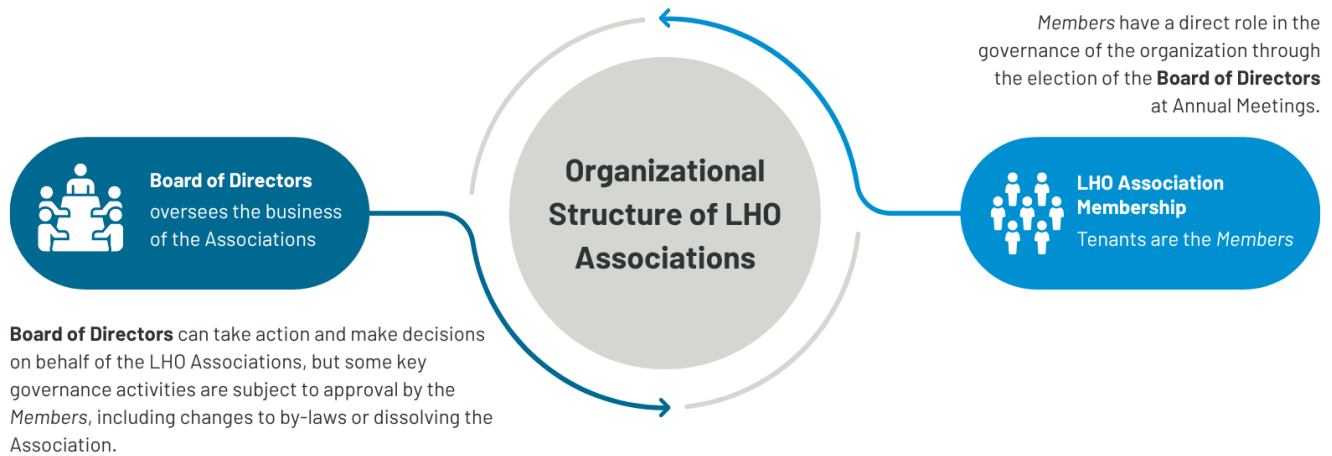 Members have a direct role in the
governance of the organization through
the election of the Board of Directors
at Annual Meetings.
Organizational
Structure of LHO
Associations
Board of Directors
oversees the business
of the Associations
LHO Association
Membership
Tenants are the Members
Board of Directors can take action and make decisions
on behalf of the LHO Associations, but some key
governance activities are subject to approval by the
Members, including changes to by-laws or dissolving the
Association.